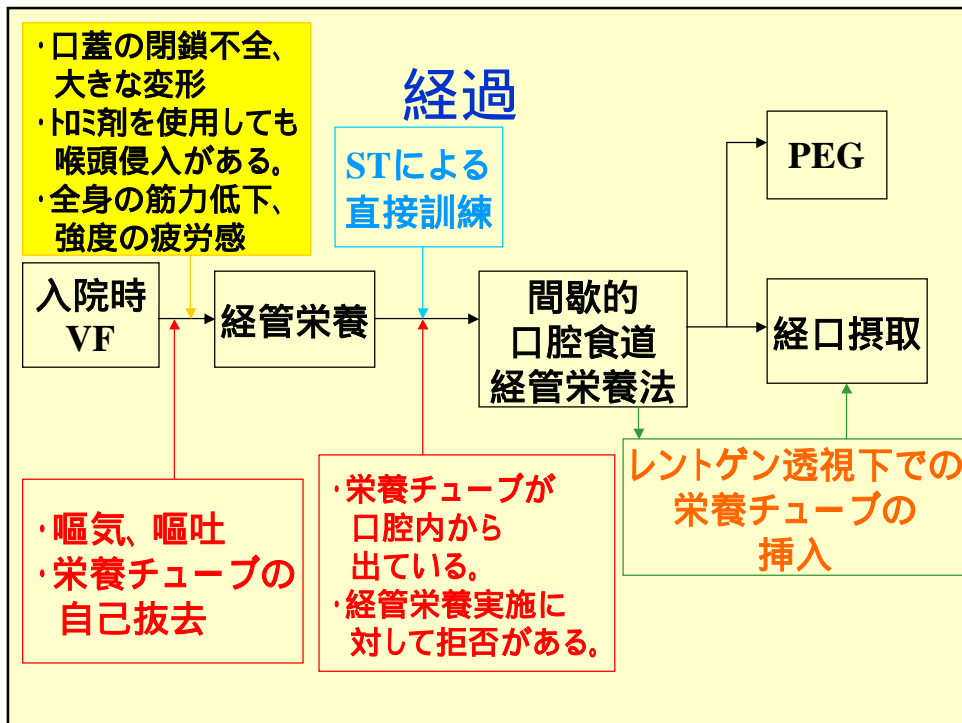 ・口蓋の閉鎖不全、
大きな変形
・トロミ剤を使用しても
喉頭侵入がある。
・全身の筋力低下、
強度の疲労感
経過
STによる
直接訓練
PEG
入院時
VF
経管栄養
間歇的
口腔食道
経管栄養法
経口摂取
・嘔気、嘔吐
・栄養チューブの
自己抜去
・栄養チューブが
口腔内から
出ている。
・経管栄養実施に
対して拒否がある。
レントゲン透視下での
栄養チューブの
挿入